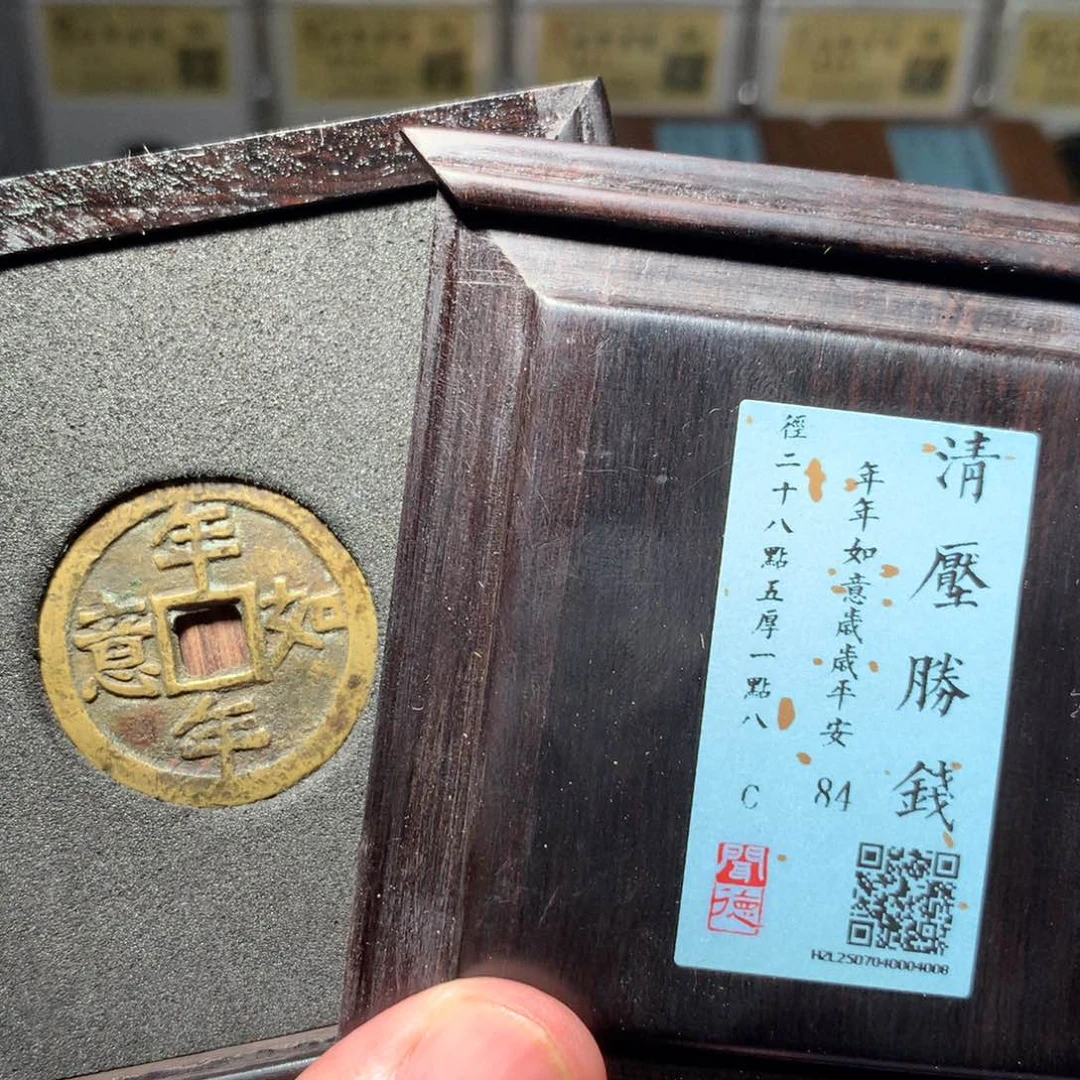 年年如意
清壓勝錢
年年如意歲歲平安
徑二十八點五厚一點八
84
C
聞德
HZL2507040004008